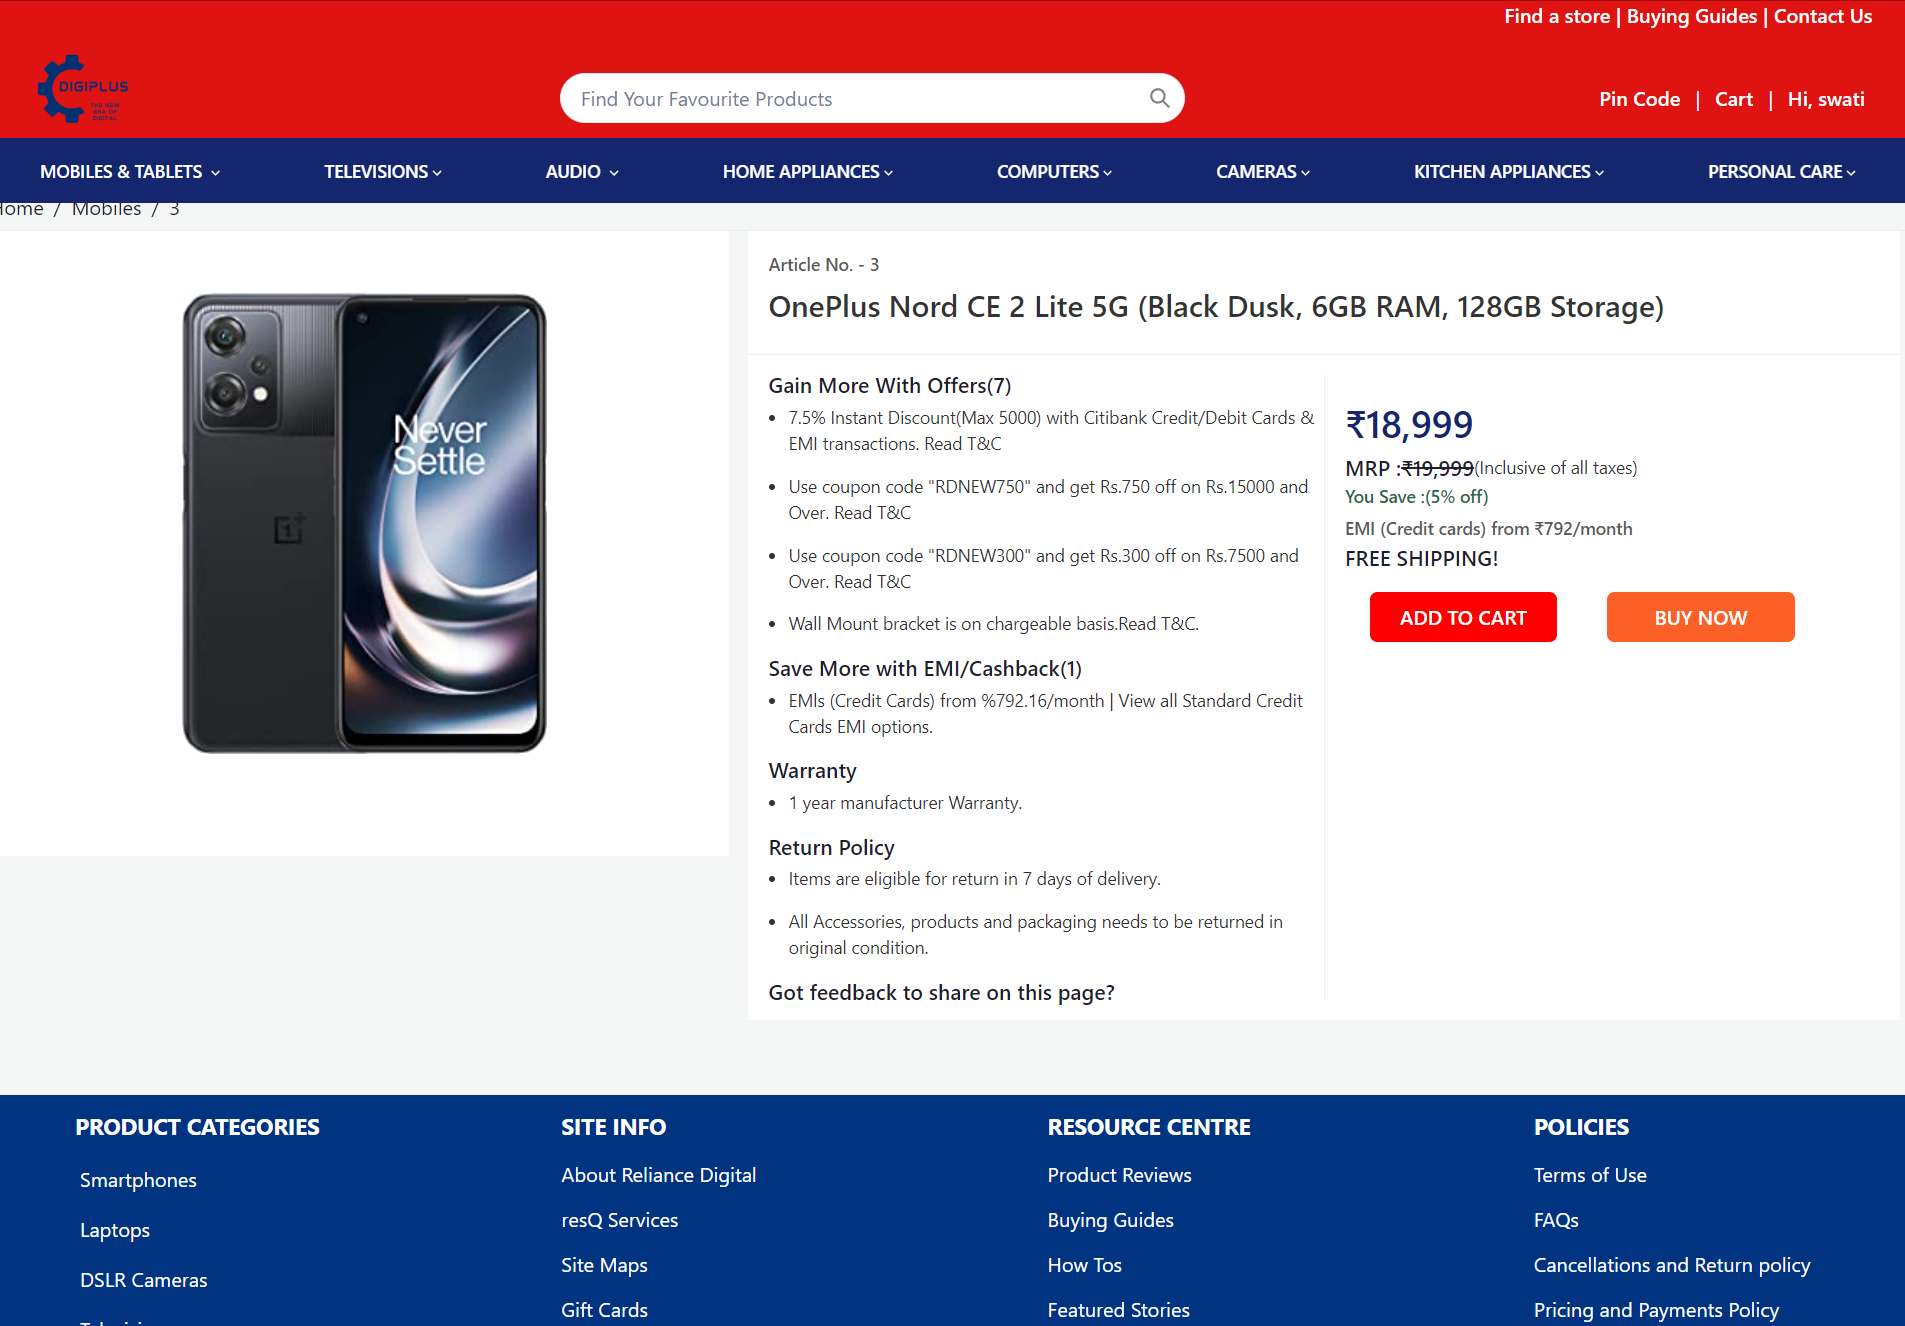 Find a store | Buying Guides | Contact Us
DIGIPLUS
THE NEW
ERA OF
DIGITAL
Find Your Favourite Products
Pin Code | Cart | Hi, swati
MOBILES & TABLETS TELEVISIONS AUDIO HOME APPLIANCES COMPUTERS CAMERAS KITCHEN APPLIANCES PERSONAL CARE
Home / Mobiles / 3
Never
Settle
Article No. - 3
OnePlus Nord CE 2 Lite 5G (Black Dusk, 6GB RAM, 128GB Storage)
Gain More With Offers(7)
• 7.5% Instant Discount(Max 5000) with Citibank Credit/Debit Cards &
EMI transactions. Read T&C
• Use coupon code "RDNEW750" and get Rs.750 off on Rs.15000 and
Over. Read T&C
• Use coupon code "RDNEW300" and get Rs.300 off on Rs.7500 and
Over. Read T&C
• Wall Mount bracket is on chargeable basis.Read T&C.
Save More with EMI/Cashback(1)
• EMIs (Credit Cards) from %792.16/month | View all Standard Credit
Cards EMI options.
Warranty
• 1 year manufacturer Warranty.
Return Policy
• Items are eligible for return in 7 days of delivery.
• All Accessories, products and packaging needs to be returned in
original condition.
Got feedback to share on this page?
₹18,999
MRP :₹19,999(Inclusive of all taxes)
You Save :(5% off)
EMI (Credit cards) from ₹792/month
FREE SHIPPING!
ADD TO CART BUY NOW
PRODUCT CATEGORIES
Smartphones
Laptops
DSLR Cameras
SITE INFO
About Reliance Digital
resQ Services
Site Maps
Gift Cards
RESOURCE CENTRE
Product Reviews
Buying Guides
How Tos
Featured Stories
POLICIES
Terms of Use
FAQs
Cancellations and Return policy
Pricing and Payments Policy